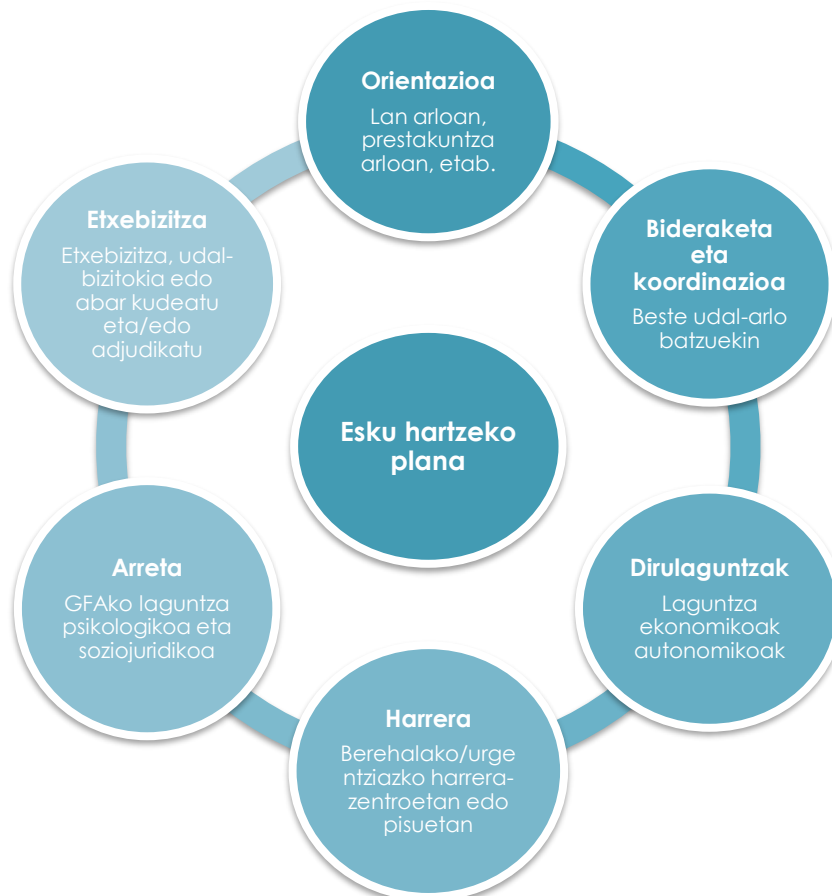 Orientazioa
Lan arloan,
prestakuntza
arloan, etab.
Bideraketa
eta
koordinazioa
Beste udal-arlo
batzuekin
Dirulaguntzak
Laguntza
ekonomikoak
autonomikoak
Harrera
Berehalako/urge
ntziazko harrera-
zentroetan edo
pisuetan
Arreta
GFAko laguntza
psikologikoa eta
soziojuridikoa
Etxebizitza
Etxebizitza, udal-
bizitokia edo
abar kudeatu
eta/edo
adjudikatu
Esku hartzeko
plana